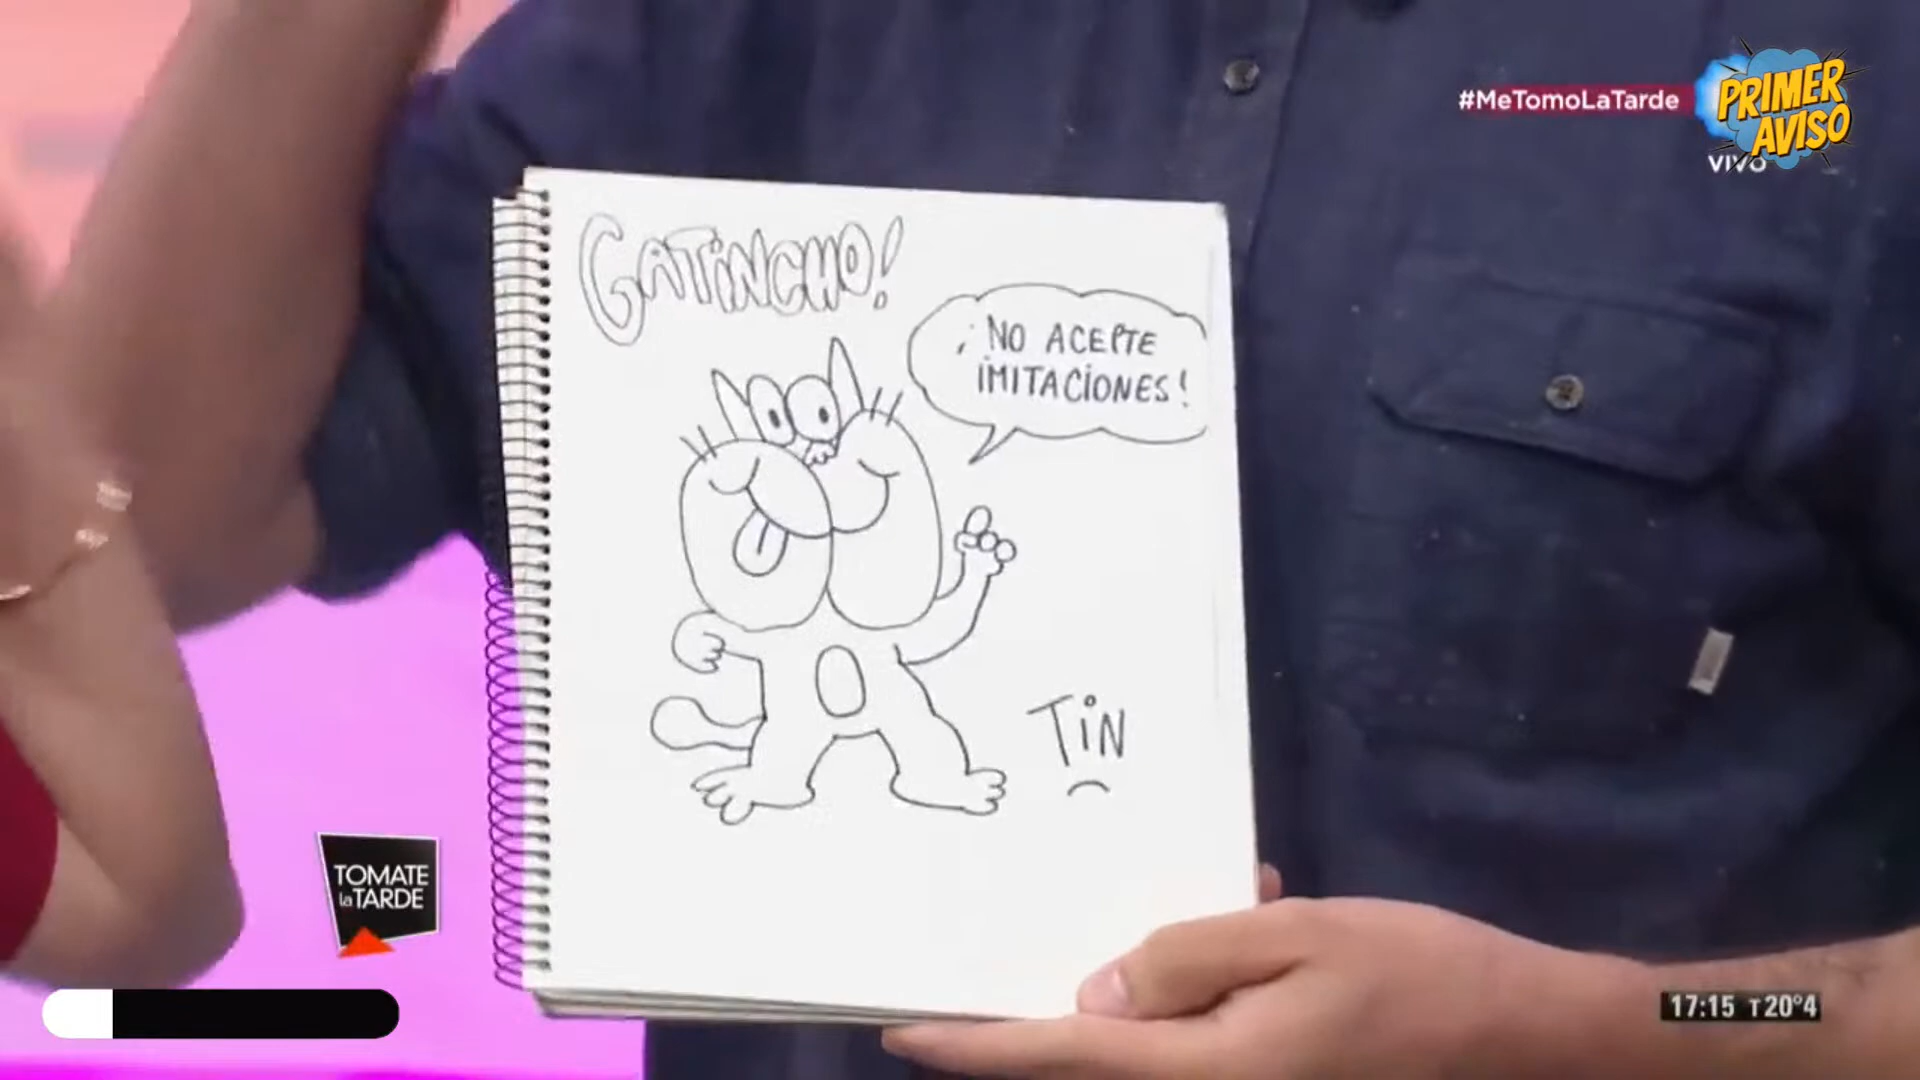 #MeTomoLaTarde
PRIMER
AVISO
VIVO
GATiNCHO!
¡NO ACEPTE
iMITACiONES!
TiN
TOMATE
la TARDE
17:15 T20°4